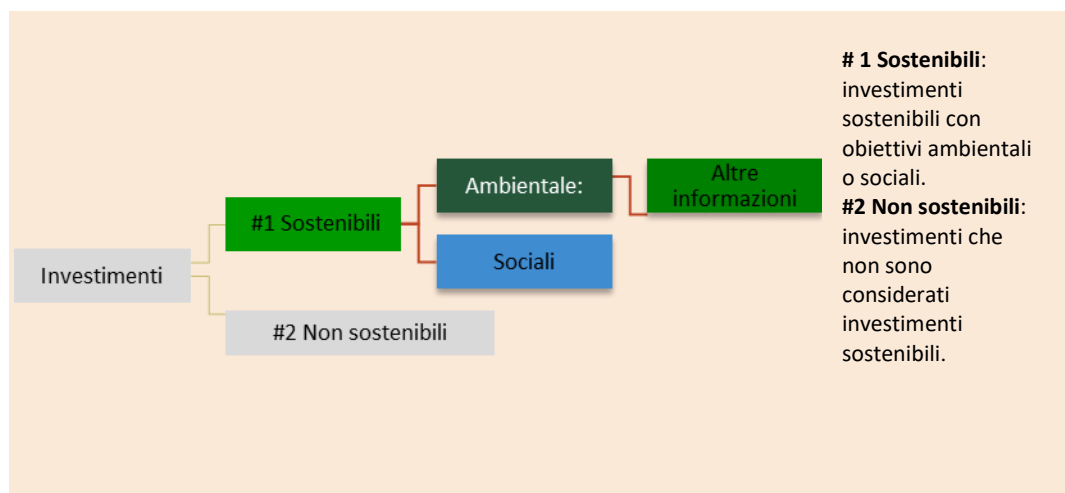 Investimenti
#1 Sostenibili
#2 Non sostenibili
Ambientale:
Sociali
Altre
informazioni
# 1 Sostenibili:
investimenti
sostenibili con
obiettivi ambientali
o sociali.
#2 Non sostenibili:
investimenti che
non sono
considerati
investimenti
sostenibili.